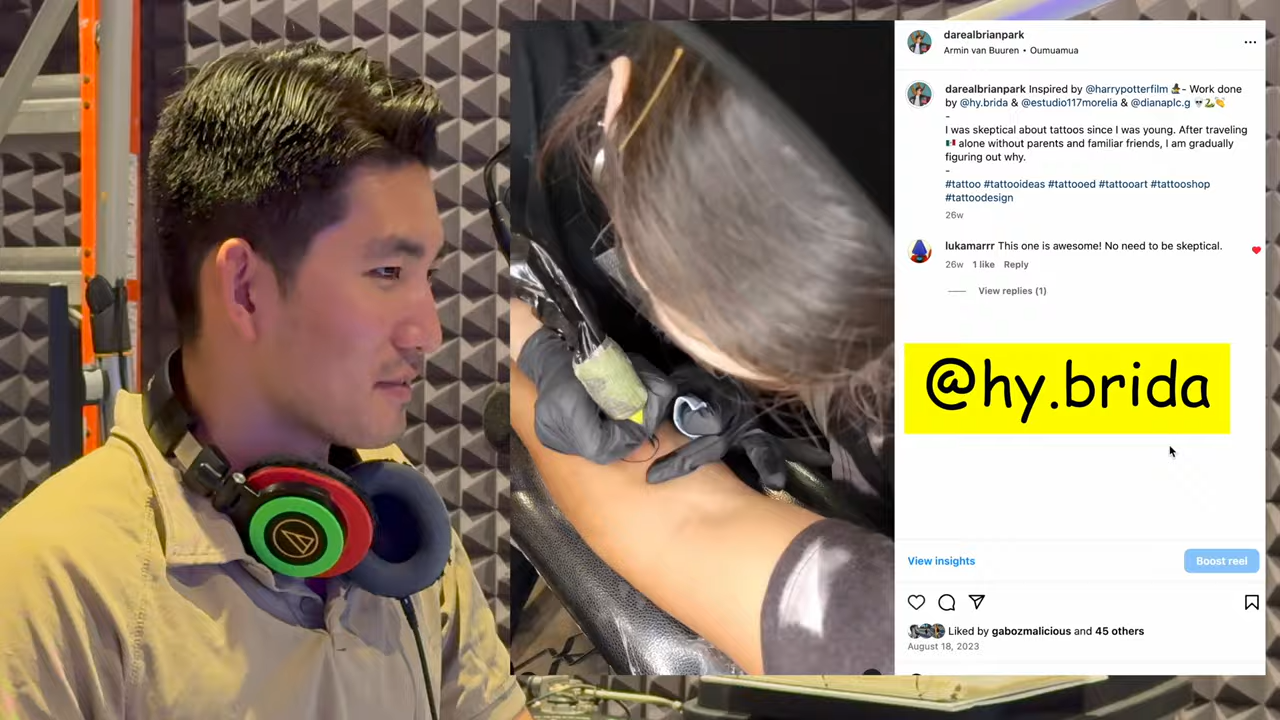 darealbrianpark
Armin van Buuren • Oumuamua
darealbrianpark Inspired by @harrypotterfilm 🧙‍♂️- Work done
by @hy.brida & @estudio117morelia & @dianaplc.g 💀🐍👏
-
I was skeptical about tattoos since I was young. After traveling
🇲🇽 alone without parents and familiar friends, I am gradually
figuring out why.
-
#tattoo #tattooideas #tattooed #tattooart #tattooshop
#tattoodesign
26w
lukamarrr This one is awesome! No need to be skeptical.
26w 1 like Reply
View replies (1)
@hy.brida
View insights
Boost reel
Liked by gabozmalicious and 45 others
August 18, 2023